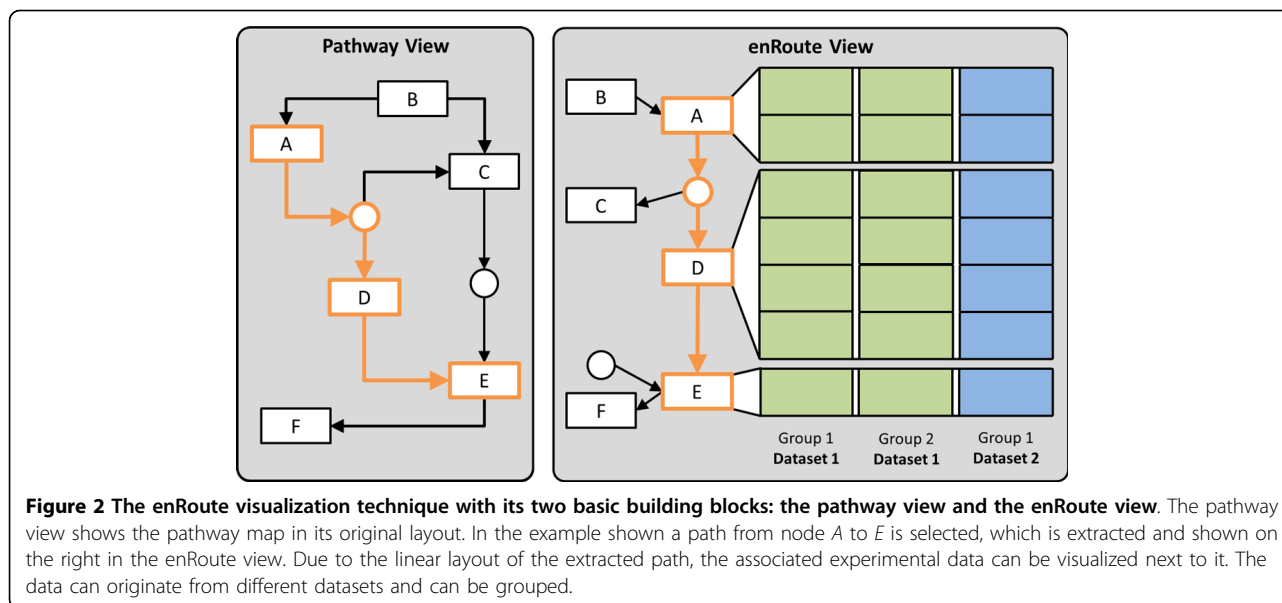 Pathway View
B
A
C
D
E
F
enRoute View
B
A
C
D
E
F
Group 1 Group 2 Group 1
Dataset 1 Dataset 1 Dataset 2
Figure 2 The enRoute visualization technique with its two basic building blocks: the pathway view and the enRoute view. The pathway
view shows the pathway map in its original layout. In the example shown a path from node A to E is selected, which is extracted and shown on
the right in the enRoute view. Due to the linear layout of the extracted path, the associated experimental data can be visualized next to it. The
data can originate from different datasets and can be grouped.